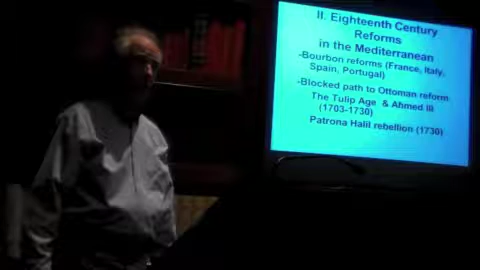 II. Eighteenth Century
Reforms
in the Mediterranean
-Bourbon reforms (France, Italy,
Spain, Portugal)
-Blocked path to Ottoman reform
The Tulip Age & Ahmed III
(1703-1730)
Patrona Halil rebellion (1730)